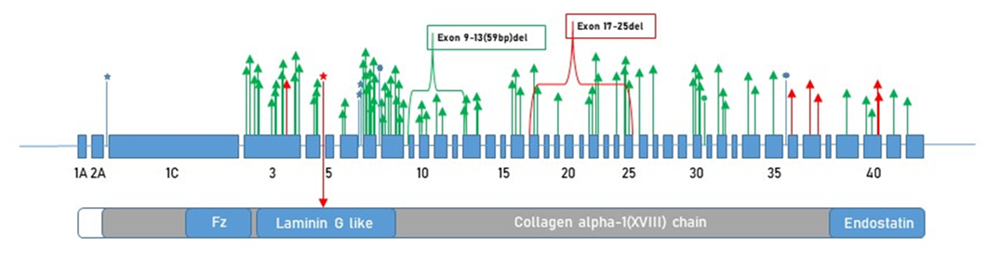 Exon 17-25del
Exon 9-13(59bp)del
1A 2A 1C 3 5 10 15 20 25 30 35 40
Fz Laminin G like Collagen alpha-1(XVIII) chain Endostatin